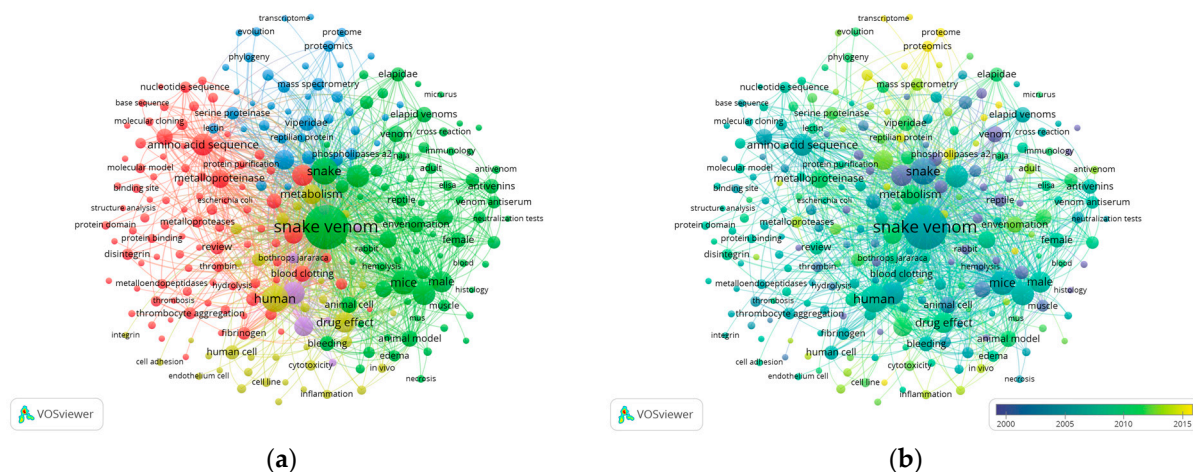 transcriptome
evolution
proteome
proteomics
phylogeny
nucleotide sequence
mass spectrometry
elapidae
micrurus
base sequence
serine proteinase
elapid venoms
molecular cloning
lectin
viperidae
venom
cross reaction
amino acid sequence
reptilian protein
phospholipases a2
naja
immunology
protein purification
snake
adult
antivenom
molecular model
metalloproteinase
metabolism
elisa
antivenins
binding site
escherichia coli
reptile
venom antiserum
structure analysis
metalloproteases
snake venom
envenomation
neutralization tests
protein domain
protein binding
review
rabbit
female
disintegrin
bothrops jararaca
thrombin
blood clotting
hemolysis
blood
metalloendopeptidases
hydrolysis
mice
male
histology
thrombosis
human
animal cell
muscle
thrombocyte aggregation
drug effect
mus
integrin
fibrinogen
bleeding
animal model
human cell
edema
cell adhesion
cytotoxicity
in vivo
endothelium cell
cell line
necrosis
inflammation
VOSviewer
(a)
transcriptome
evolution
proteome
proteomics
phylogeny
nucleotide sequence
mass spectrometry
elapidae
micrurus
base sequence
serine proteinase
elapid venoms
molecular cloning
lectin
viperidae
venom
cross reaction
amino acid sequence
reptilian protein
phospholipases a2
naja
immunology
protein purification
snake
adult
antivenom
molecular model
metalloproteinase
metabolism
elisa
antivenins
binding site
escherichia coli
reptile
venom antiserum
structure analysis
metalloproteases
snake venom
envenomation
neutralization tests
protein domain
protein binding
review
rabbit
female
disintegrin
bothrops jararaca
thrombin
blood clotting
hemolysis
blood
metalloendopeptidases
hydrolysis
mice
male
histology
thrombosis
human
animal cell
muscle
thrombocyte aggregation
drug effect
mus
integrin
fibrinogen
bleeding
animal model
human cell
edema
cell adhesion
cytotoxicity
in vivo
endothelium cell
cell line
necrosis
inflammation
VOSviewer
2000 2005 2010 2015
(b)